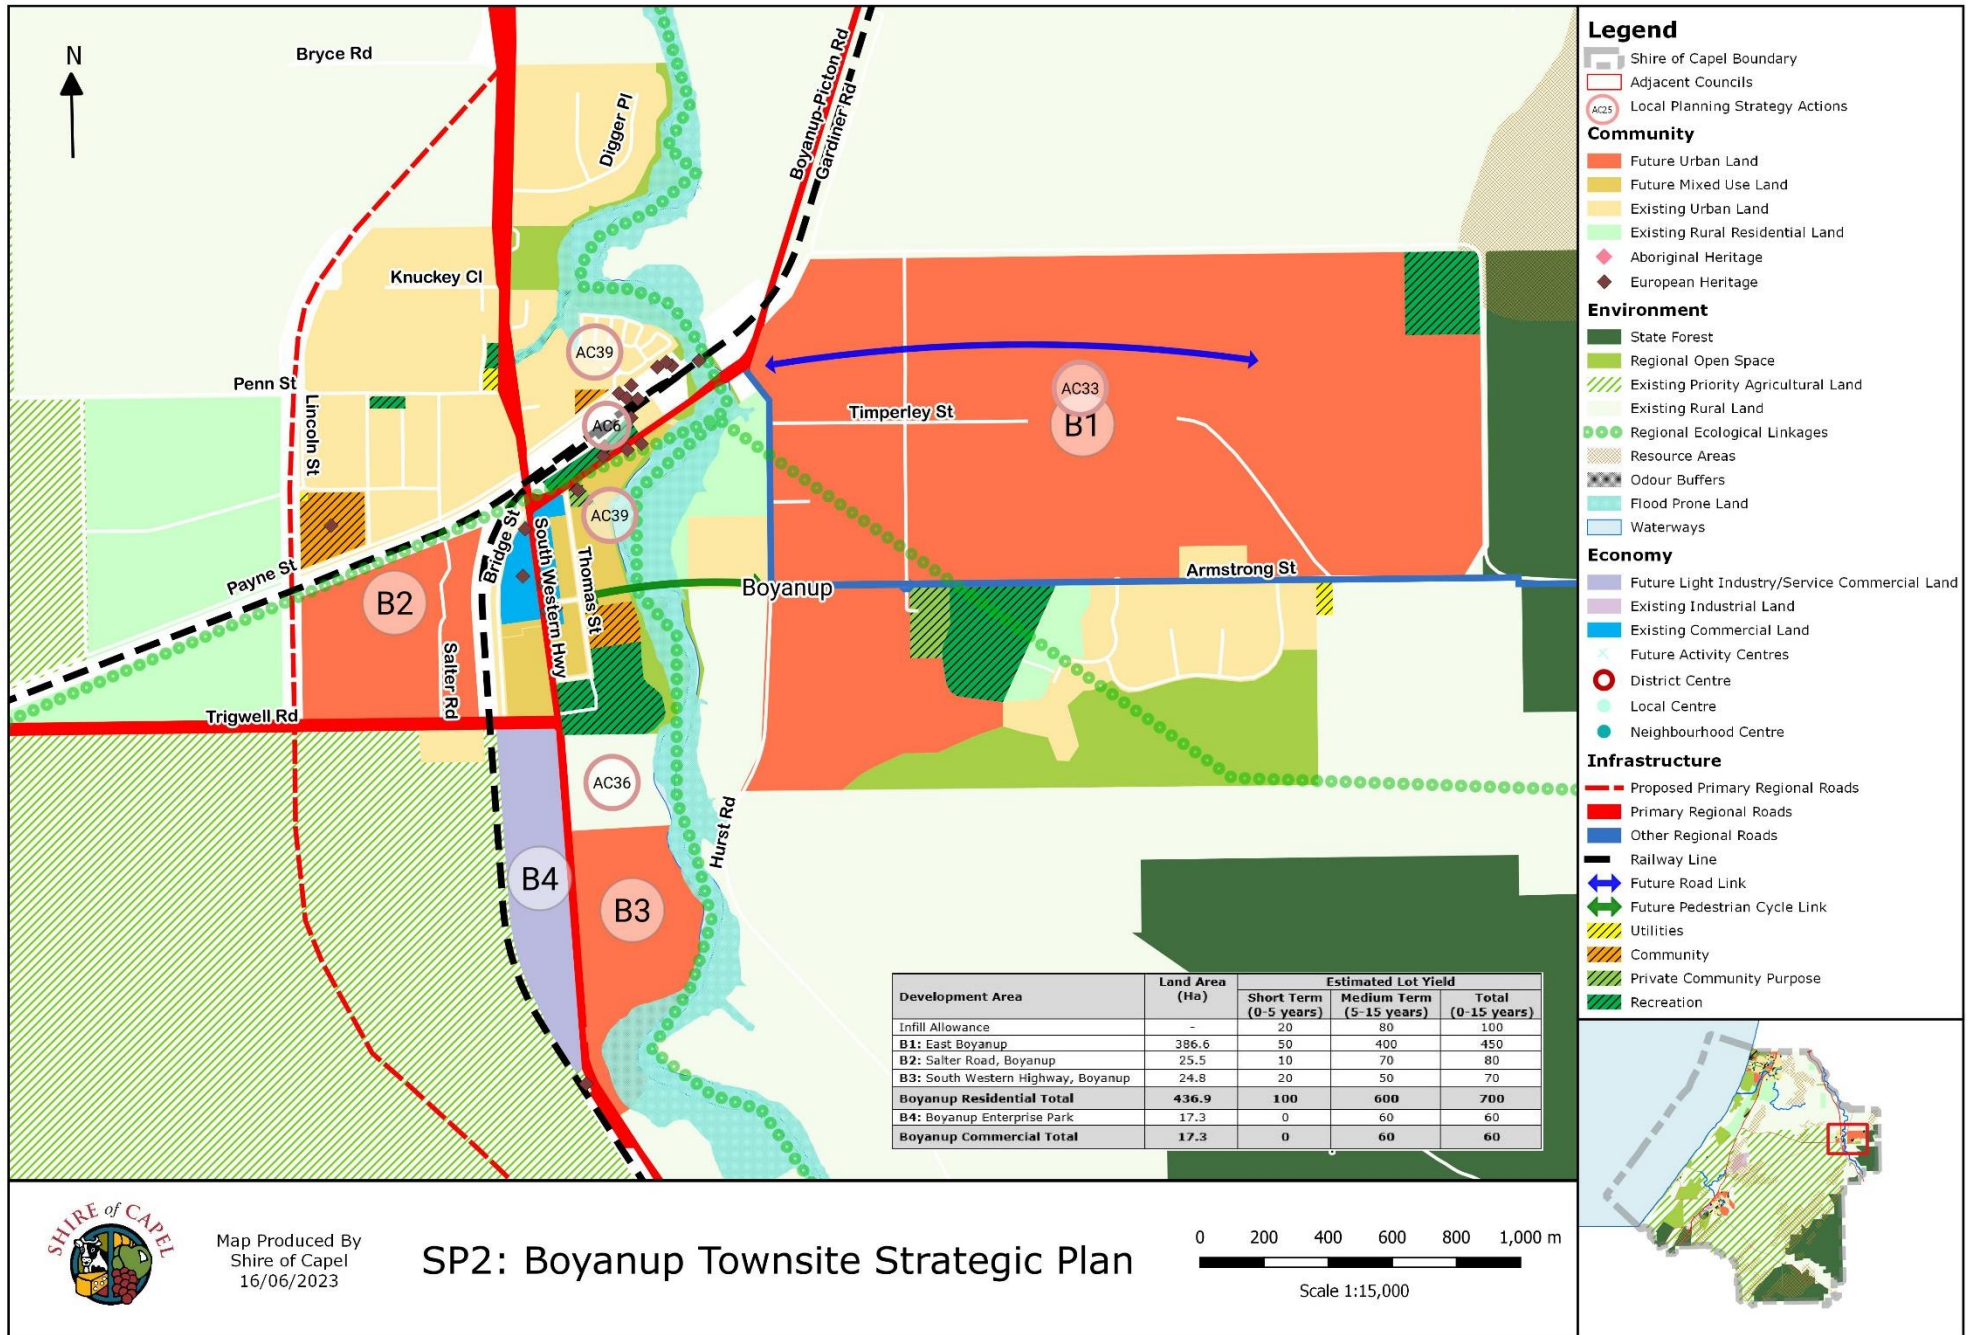 N
Bryce Rd
Digger Pl
Boyanup-Picton Rd
Gardiner Rd
Knuckey Cl
AC39
Penn St
Lincoln St
AC6
Timperley St
AC33
B1
AC39
Bridge St
South Western Hwy
Thomas St
Payne St
B2
Boyanup
Armstrong St
Salter Rd
Trigwell Rd
AC36
Hurst Rd
B4
B3
Development Area
Land Area (Ha)
Estimated Lot Yield
Short Term (0-5 years)
Medium Term (5-15 years)
Total (0-15 years)
Infill Allowance - 20 80 100
B1: East Boyanup 386.6 50 400 450
B2: Salter Road, Boyanup 25.5 10 70 80
B3: South Western Highway, Boyanup 24.8 20 50 70
Boyanup Residential Total 436.9 100 600 700
B4: Boyanup Enterprise Park 17.3 0 60 60
Boyanup Commercial Total 17.3 0 60 60
Legend
Shire of Capel Boundary
Adjacent Councils
AC25 Local Planning Strategy Actions
Community
Future Urban Land
Future Mixed Use Land
Existing Urban Land
Existing Rural Residential Land
Aboriginal Heritage
European Heritage
Environment
State Forest
Regional Open Space
Existing Priority Agricultural Land
Existing Rural Land
Regional Ecological Linkages
Resource Areas
Odour Buffers
Flood Prone Land
Waterways
Economy
Future Light Industry/Service Commercial Land
Existing Industrial Land
Existing Commercial Land
Future Activity Centres
District Centre
Local Centre
Neighbourhood Centre
Infrastructure
Proposed Primary Regional Roads
Primary Regional Roads
Other Regional Roads
Railway Line
Future Road Link
Future Pedestrian Cycle Link
Utilities
Community
Private Community Purpose
Recreation
SHIRE of CAPEL
Map Produced By
Shire of Capel
16/06/2023
SP2: Boyanup Townsite Strategic Plan
0 200 400 600 800 1,000 m
Scale 1:15,000